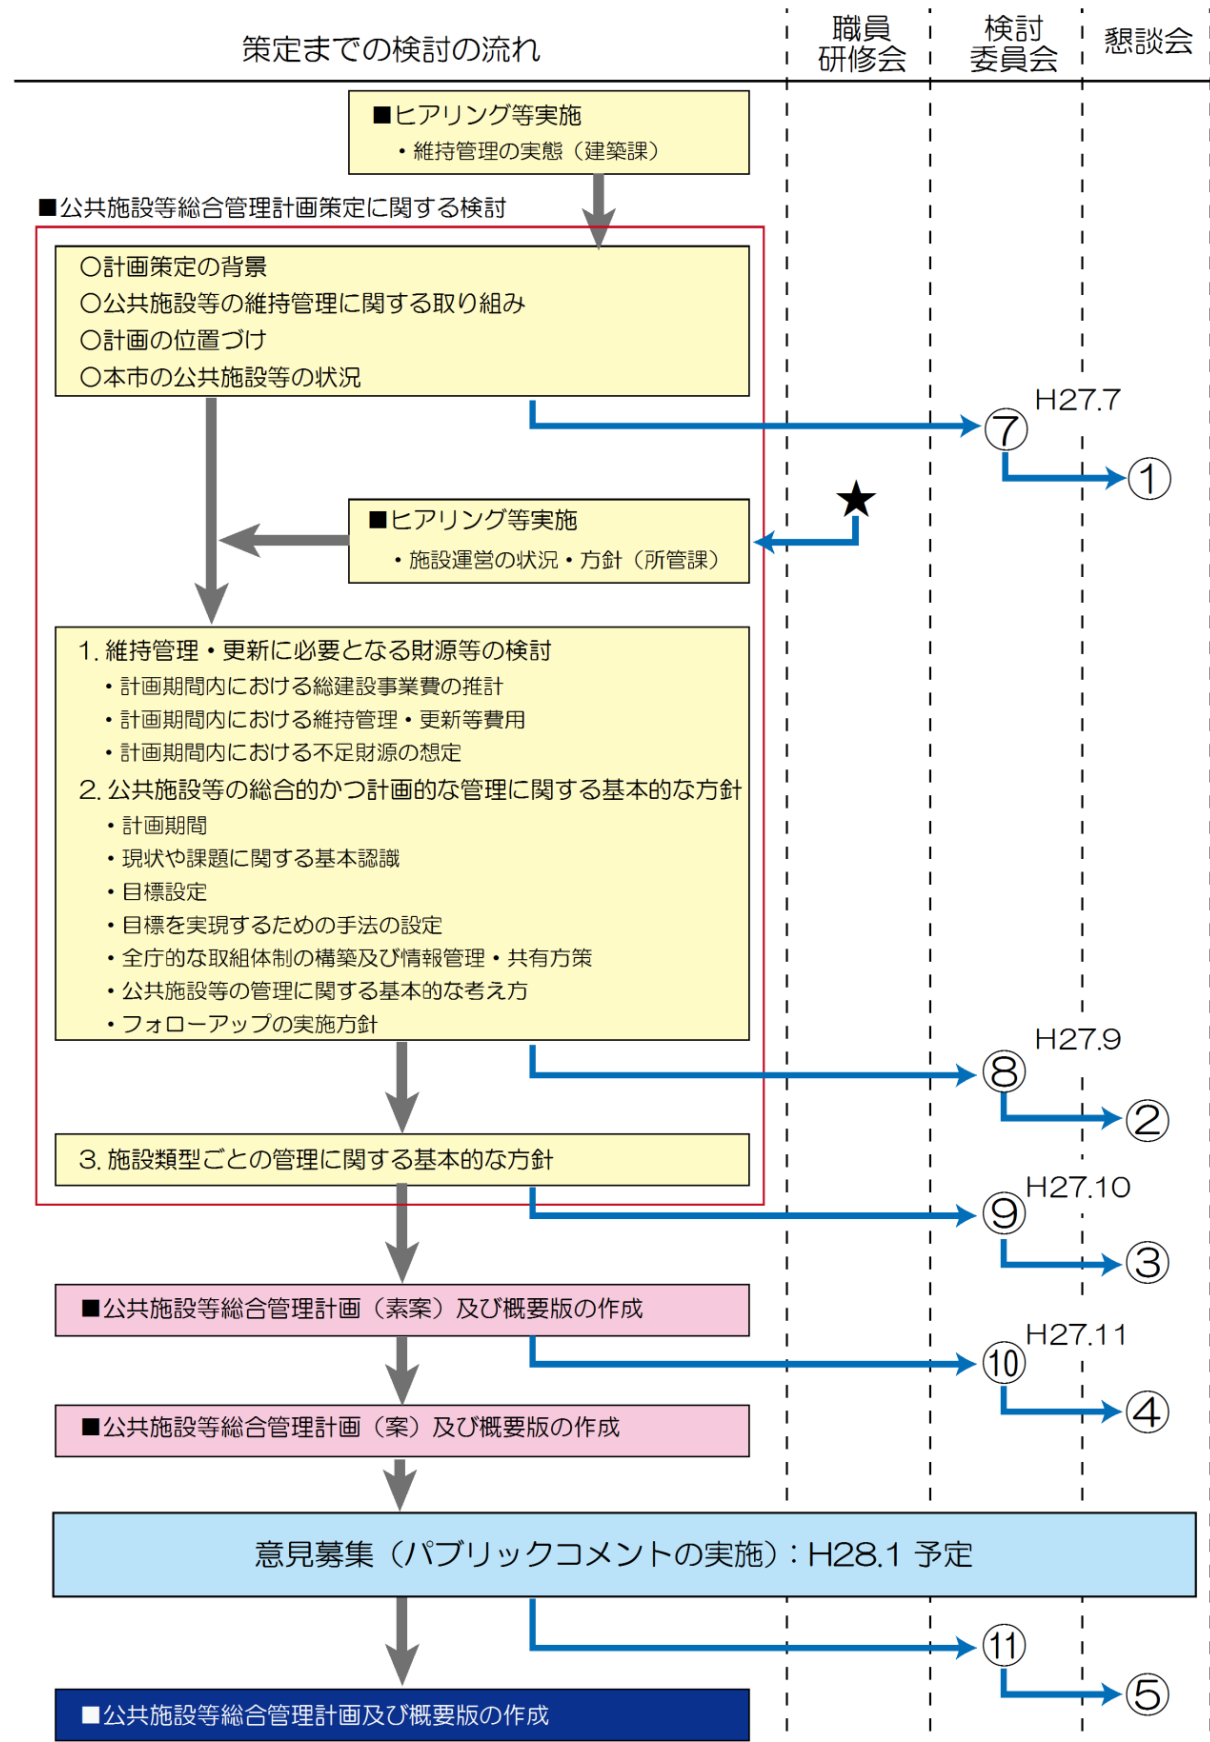 策定までの検討の流れ
職員
研修会
検討
委員会
懇談会
■ヒアリング等実施
・維持管理の実態（建築課）
■公共施設等総合管理計画策定に関する検討
○計画策定の背景
○公共施設等の維持管理に関する取り組み
○計画の位置づけ
○本市の公共施設等の状況
H27.7
⑦
①
★
■ヒアリング等実施
・施設運営の状況・方針（所管課）
1. 維持管理・更新に必要となる財源等の検討
・計画期間内における総建設事業費の推計
・計画期間内における維持管理・更新等費用
・計画期間内における不足財源の想定
2. 公共施設等の総合的かつ計画的な管理に関する基本的な方針
・計画期間
・現状や課題に関する基本認識
・目標設定
・目標を実現するための手法の設定
・全庁的な取組体制の構築及び情報管理・共有方策
・公共施設等の管理に関する基本的な考え方
・フォローアップの実施方針
H27.9
⑧
②
3. 施設類型ごとの管理に関する基本的な方針
H27.10
⑨
③
■公共施設等総合管理計画（素案）及び概要版の作成
H27.11
⑩
④
■公共施設等総合管理計画（案）及び概要版の作成
意見募集（パブリックコメントの実施）：H28.1 予定
⑪
⑤
■公共施設等総合管理計画及び概要版の作成